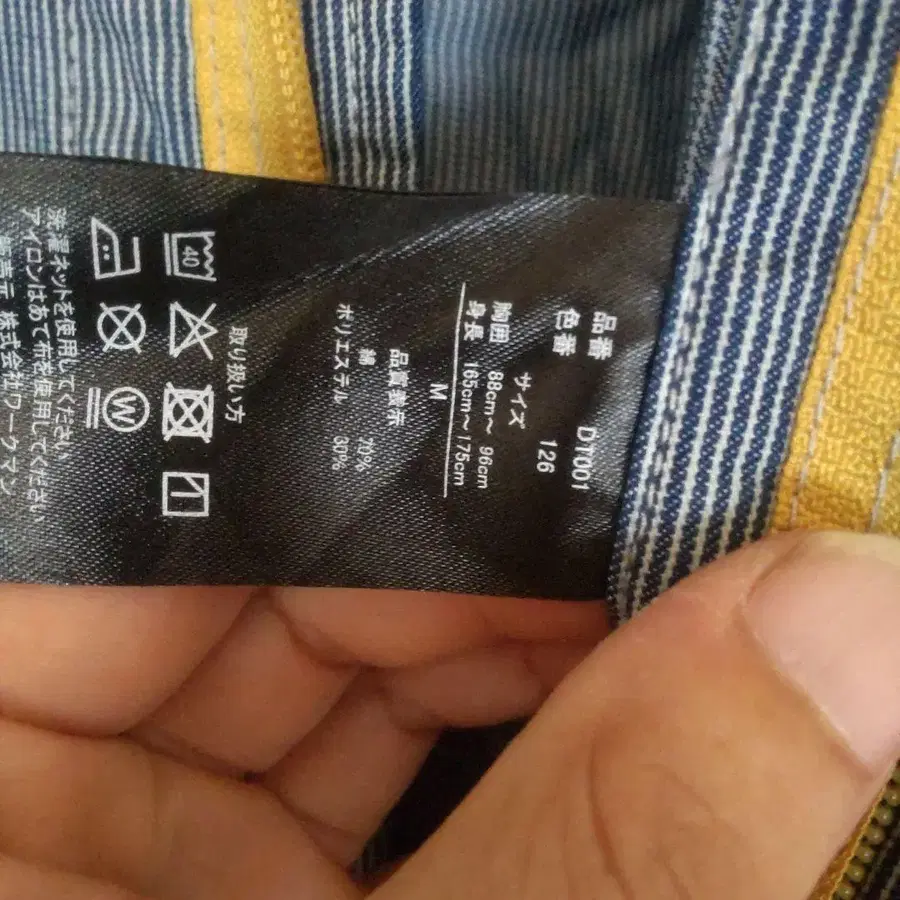 品番 DT001
色番 126
サイズ
胸囲 88cm～ 96cm
身長 165cm～175cm
M
品質表示
綿 70%
ポリエステル 30%
取り扱い方
40
W
洗濯ネットを使用してください
アイロンはあて布を使用してください
株式会社ワークマン